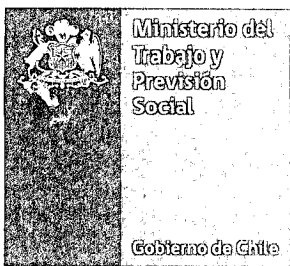 Ministerio del
Trabajo y
Previsión
Social
Gobierno de Chile